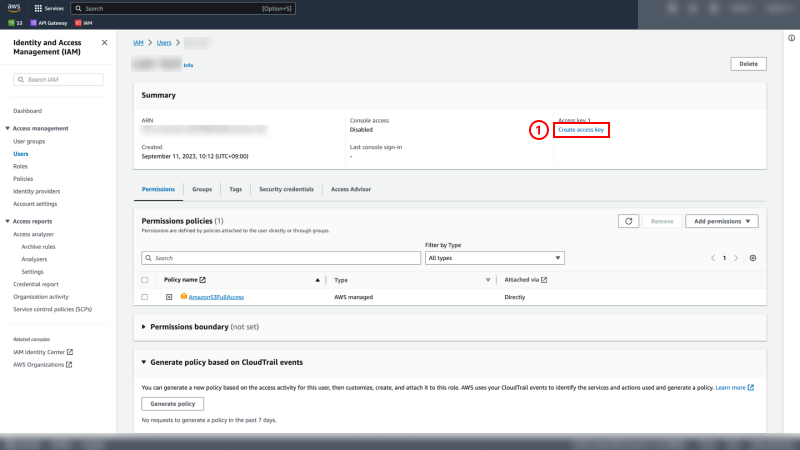 aws
Services
Search
[Option+S]
S3
API Gateway
IAM
Identity and Access
Management (IAM)
Search IAM
Dashboard
Access management
User groups
Users
Roles
Policies
Identity providers
Account settings
Access reports
Access analyzer
Archive rules
Analyzers
Settings
Credential report
Organization activity
Service control policies (SCPs)
Related consoles
IAM Identity Center
AWS Organizations
IAM > Users >
Info
Delete
Summary
ARN
Console access
Disabled
Access key 1
1
Create access key
Created
September 11, 2023, 10:12 (UTC+09:00)
Last console sign-in
-
Permissions
Groups
Tags
Security credentials
Access Advisor
Permissions policies (1)
Permissions are defined by policies attached to the user directly or through groups.
Remove
Add permissions
Filter by Type
Search
All types
1
Policy name
Type
Attached via
AmazonS3FullAccess
AWS managed
Directly
Permissions boundary (not set)
Generate policy based on CloudTrail events
You can generate a new policy based on the access activity for this user, then customize, create, and attach it to this role. AWS uses your CloudTrail events to identify the services and actions used and generate a policy. Learn more
Generate policy
No requests to generate a policy in the past 7 days.